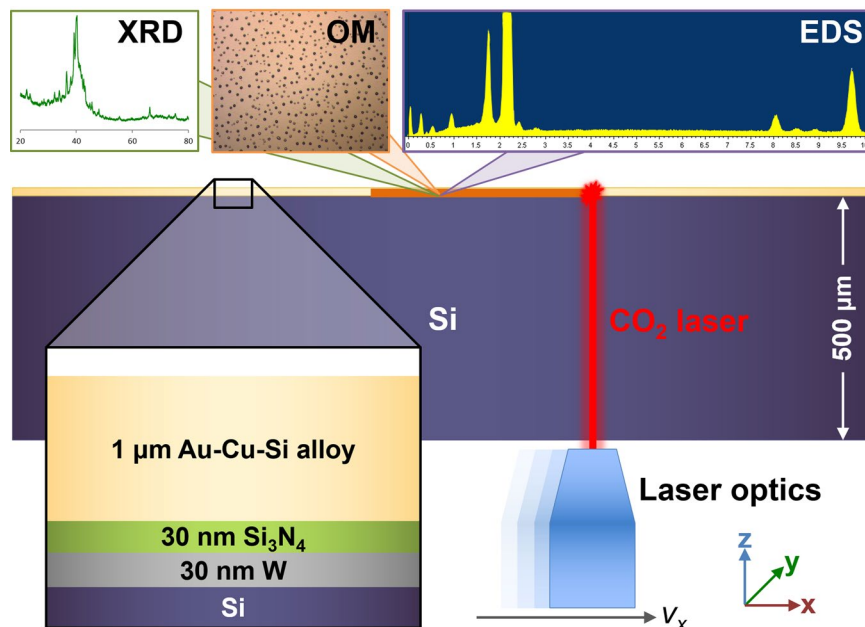 XRD
OM
EDS
20 40 60 80
0 0.5 1 1.5 2 2.5 3 3.5 4 4.5 5 5.5 6 6.5 7 7.5 8 8.5 9 9.5 10
Si
CO₂ laser
500 µm
1 µm Au-Cu-Si alloy
30 nm Si₃N₄
30 nm W
Si
Laser optics
z
y
x
Vₓ